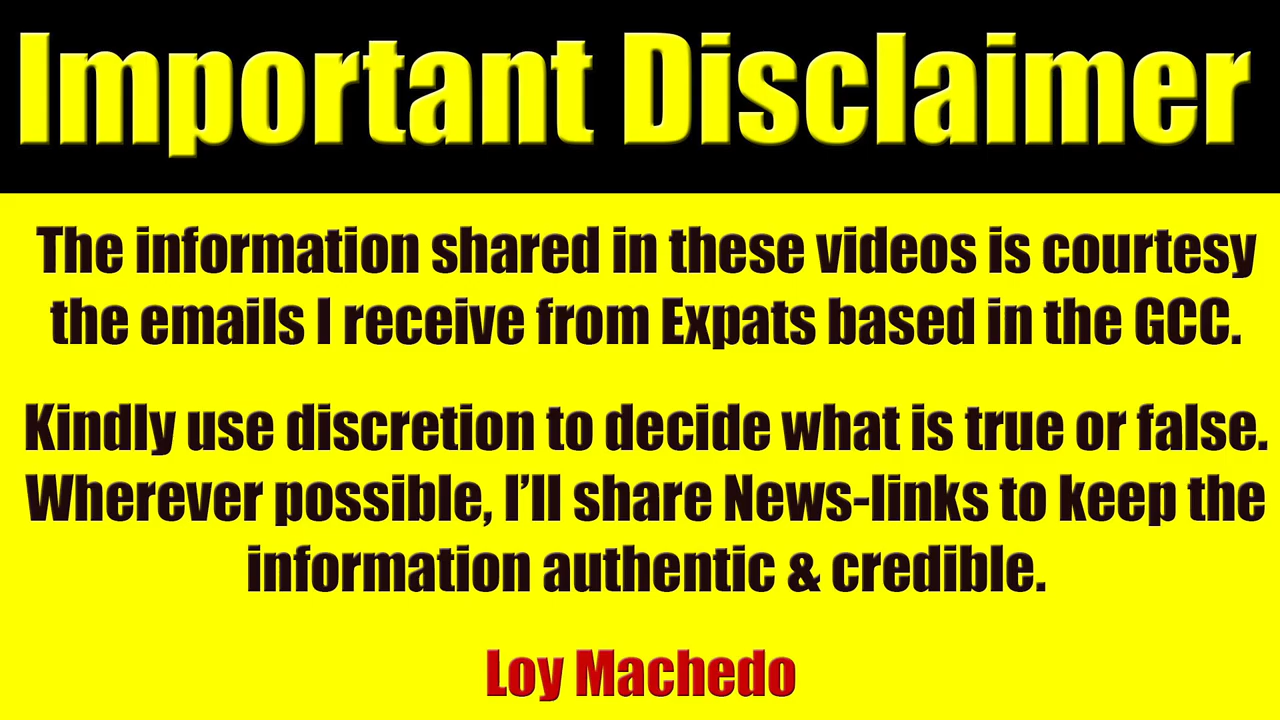 Important Disclaimer
The information shared in these videos is courtesy
the emails I receive from Expats based in the GCC.
Kindly use discretion to decide what is true or false.
Wherever possible, I’ll share News-links to keep the
information authentic & credible.
Loy Machedo